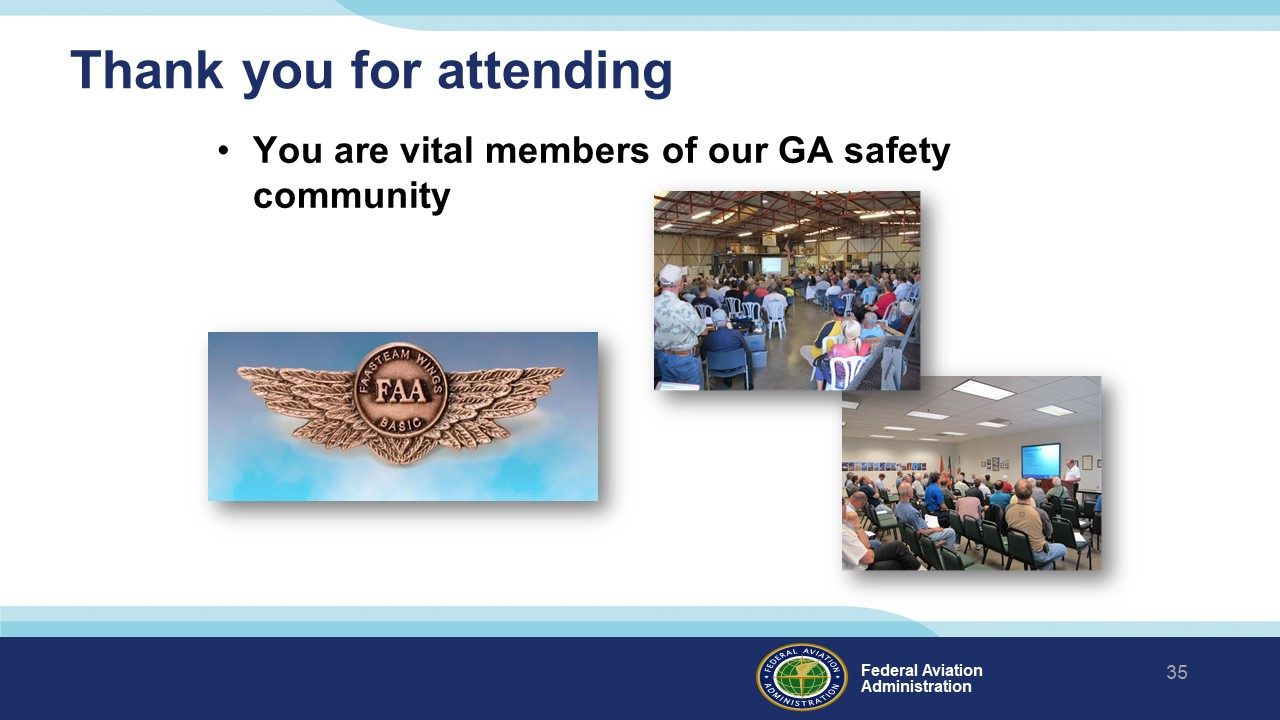 Thank you for attending
• You are vital members of our GA safety
community
FAASTEAM WINGS
FAA
BASIC
FEDERAL AVIATION
ADMINISTRATION
Federal Aviation
Administration
35